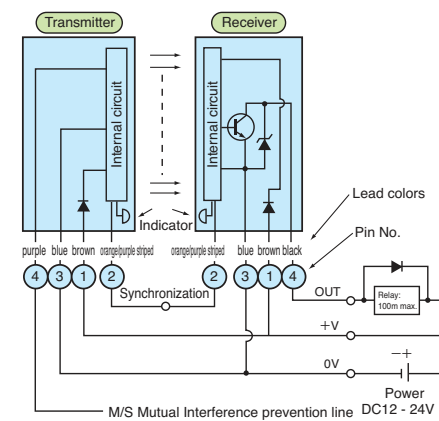 Transmitter
Receiver
Internal circuit
Internal circuit
Indicator
Lead colors
Pin No.
purple blue brown orange/purple striped
orange/purple striped blue brown black
4 3 1 2
2 3 1 4
Synchronization
OUT
Relay:
100m max.
+V
0V
−+
Power
DC12 - 24V
M/S Mutual Interference prevention line